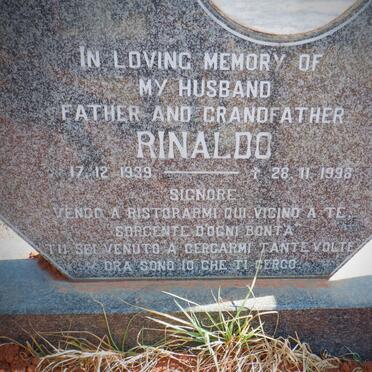 IN LOVING MEMORY OF
MY HUSBAND
FATHER AND GRANDFATHER
RINALDO
17. 12. 1939 ——— † 28. 11. 1998
SIGNORE
VENGO A RISTORARMI QUI, VICINO A TE,
SORGENTE D'OGNI BONTA'
TU SEI VENUTO A CERCARMI TANTE VOLTE
ORA SONO IO CHE TI CERCO